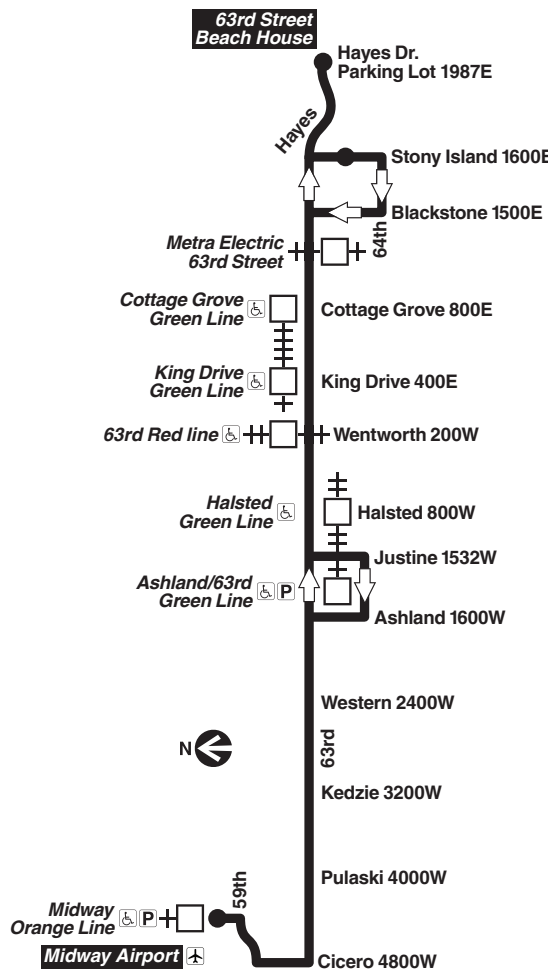 63rd Street
Beach House
Hayes Dr.
Parking Lot 1987E
Hayes
Stony Island 1600E
Blackstone 1500E
64th
Metra Electric
63rd Street
Cottage Grove
Green Line
Cottage Grove 800E
King Drive
Green Line
King Drive 400E
63rd Red line
Wentworth 200W
Halsted
Green Line
Halsted 800W
Justine 1532W
Ashland/63rd
Green Line
P
Ashland 1600W
Western 2400W
N
63rd
Kedzie 3200W
Pulaski 4000W
59th
Midway
Orange Line
P
Midway Airport
Cicero 4800W